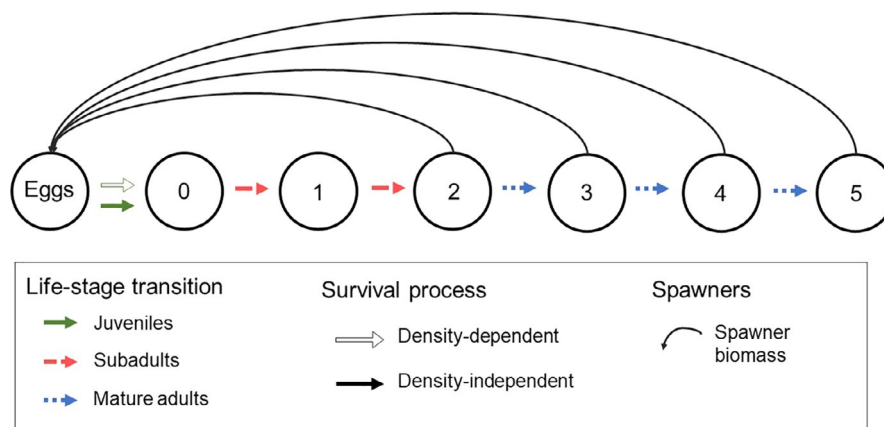 Eggs 0 1 2 3 4 5
Life-stage transition
Juveniles
Subadults
Mature adults
Survival process
Density-dependent
Density-independent
Spawners
Spawner
biomass